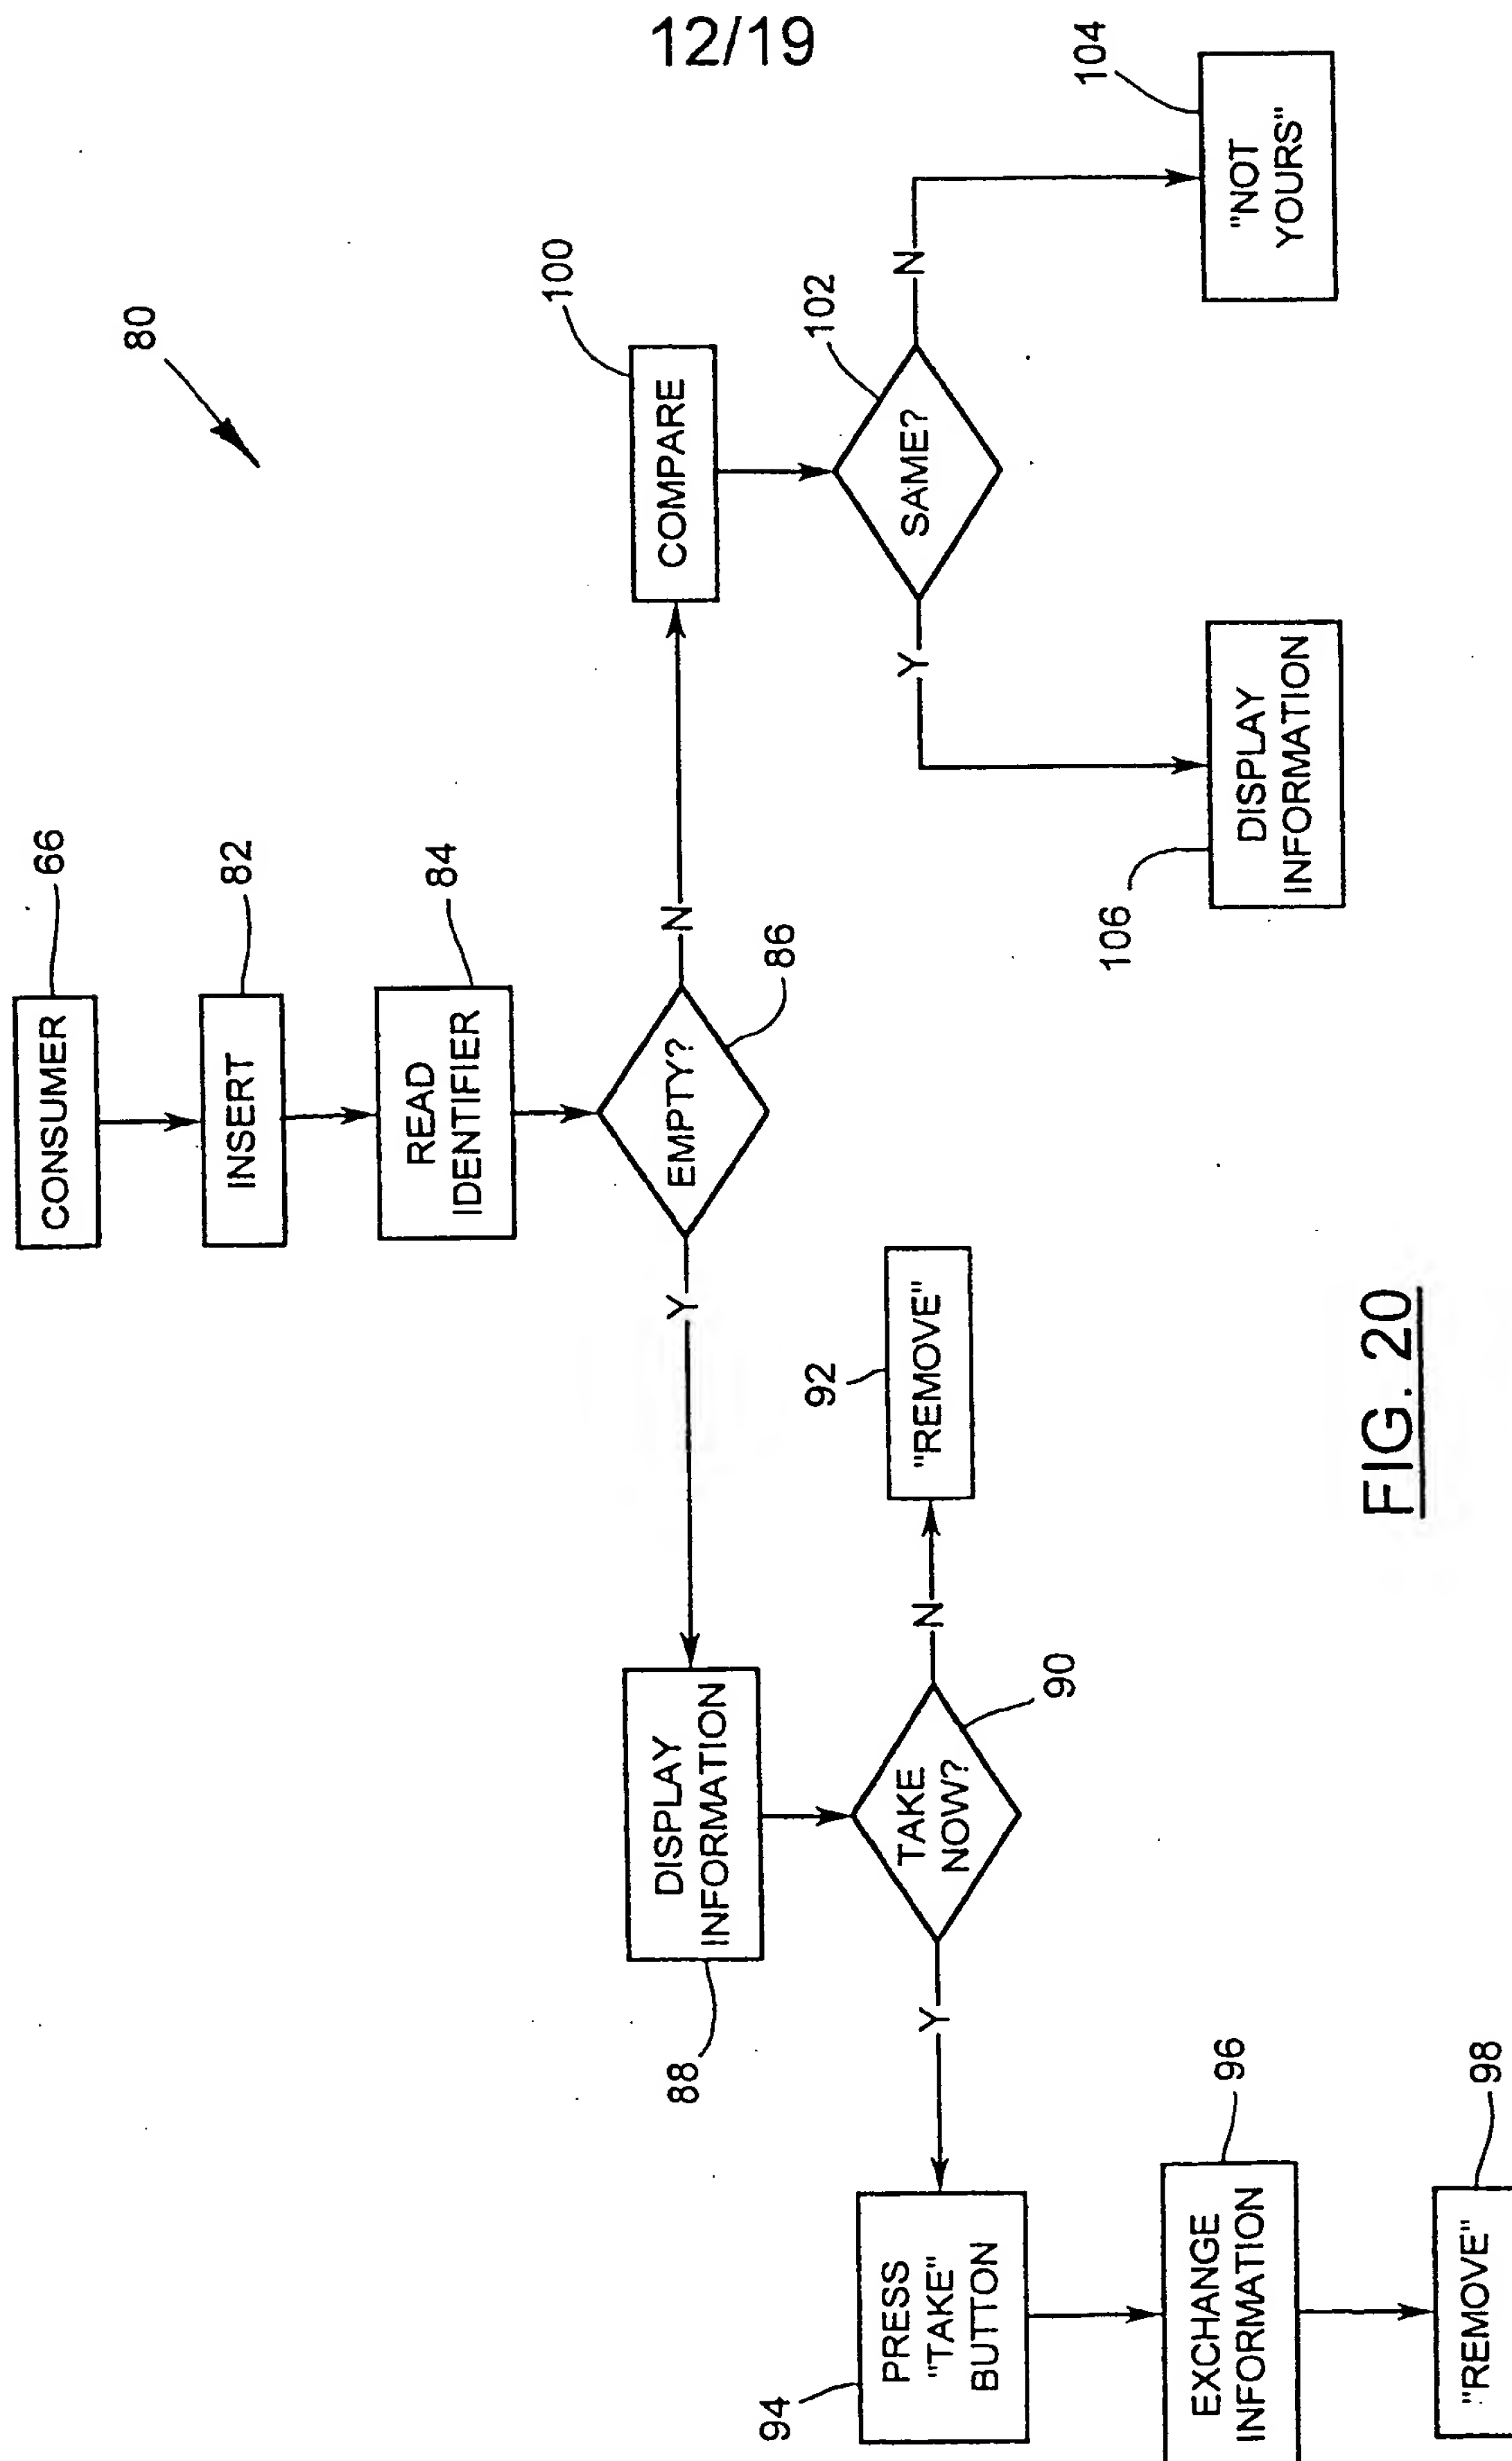 12/19
80
CONSUMER
66
INSERT
82
READ
IDENTIFIER
84
EMPTY?
86
Y
N
DISPLAY
INFORMATION
88
TAKE
NOW?
90
N
"REMOVE"
92
Y
PRESS
"TAKE"
BUTTON
94
EXCHANGE
INFORMATION
96
"REMOVE"
98
COMPARE
100
SAME?
102
Y
DISPLAY
INFORMATION
106
N
"NOT
YOURS"
104
FIG. 20